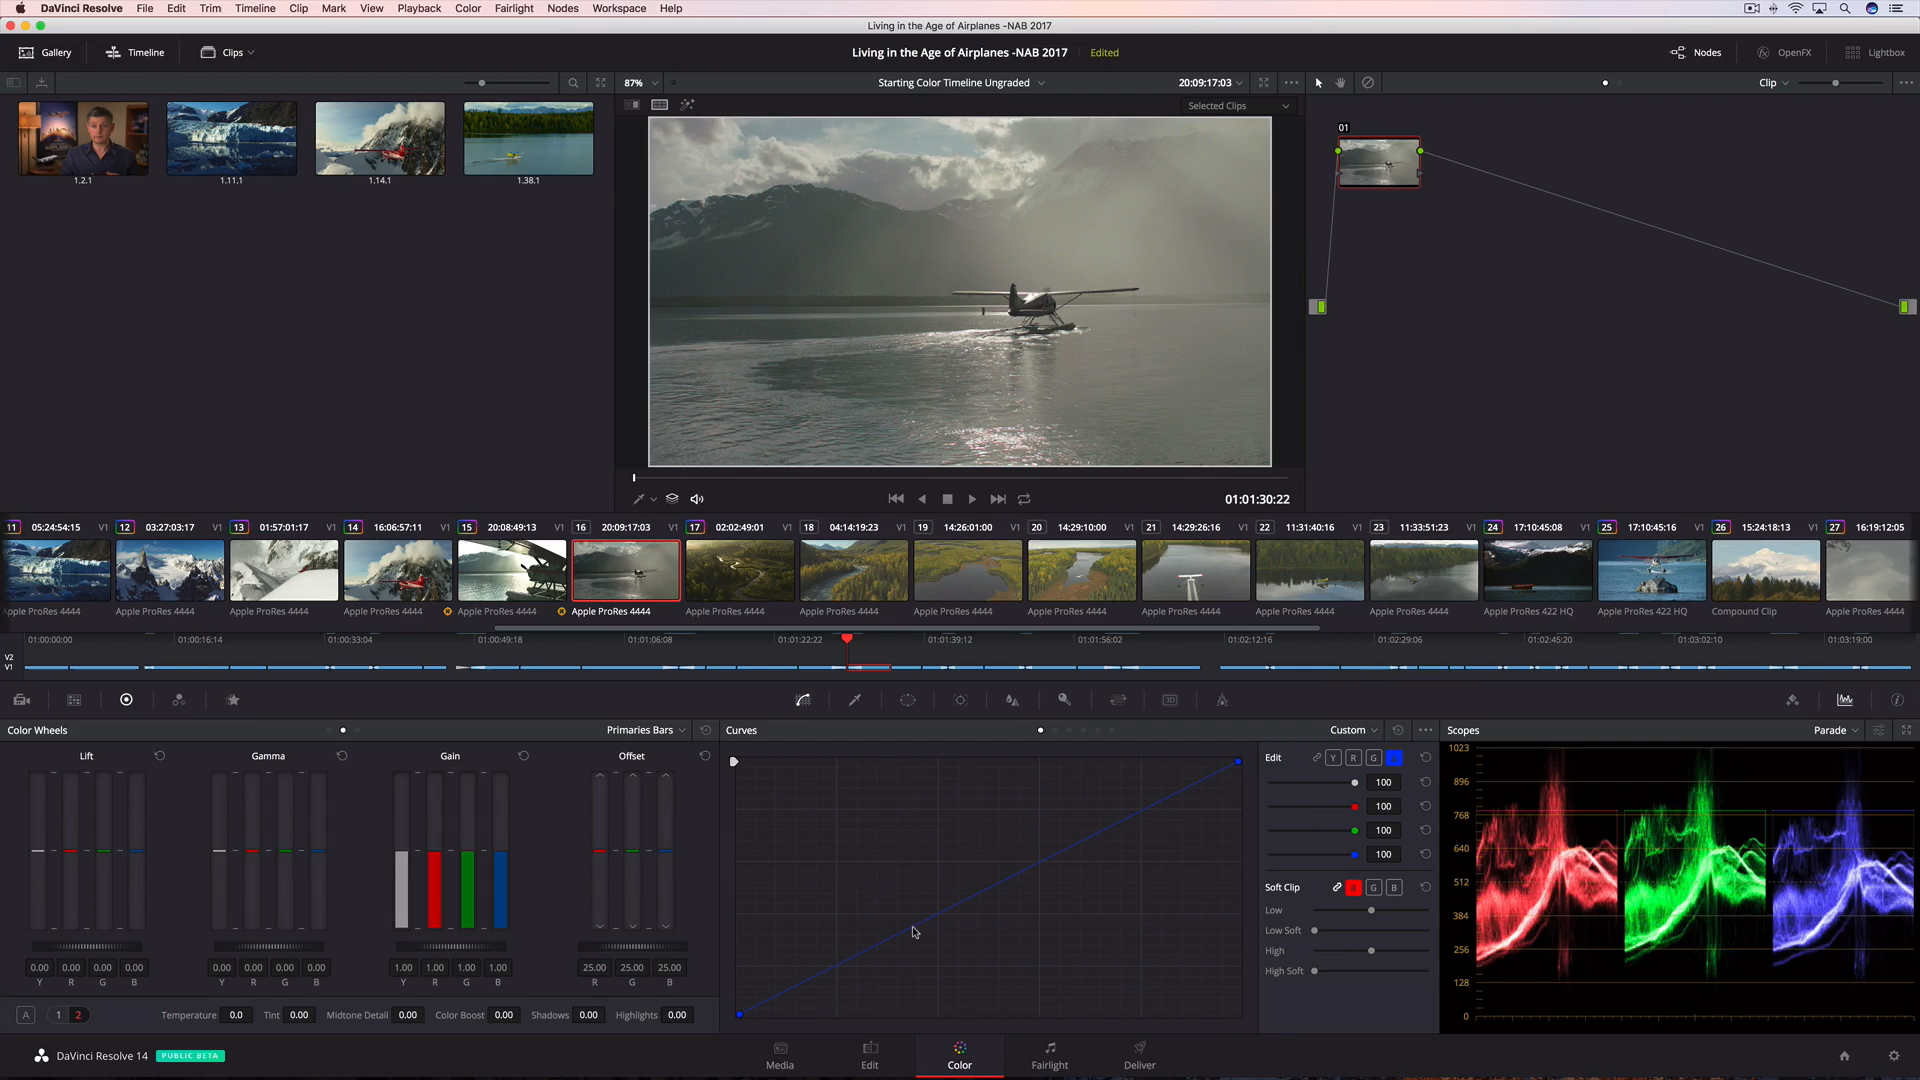 DaVinci Resolve File Edit Trim Timeline Clip Mark View Playback Color Fairlight Nodes Workspace Help
Living in the Age of Airplanes -NAB 2017
Gallery Timeline Clips Living in the Age of Airplanes -NAB 2017 Edited Nodes OpenFX Lightbox
87% Starting Color Timeline Ungraded 20:09:17:03 Clip
Selected Clips
01
1.2.1 1.11.1 1.14.1 1.38.1
01:01:30:22
11 05:24:54:15 V1 12 03:27:03:17 V1 13 01:57:01:17 V1 14 16:06:57:11 V1 15 20:08:49:13 V1 16 20:09:17:03 V1 17 02:02:49:01 V1 18 04:14:19:23 V1 19 14:26:01:00 V1 20 14:29:10:00 V1 21 14:29:26:16 V1 22 11:31:40:16 V1 23 11:33:51:23 V1 24 17:10:45:08 V1 25 17:10:45:16 V1 26 15:24:18:13 V1 27 16:19:12:05
Apple ProRes 4444 Apple ProRes 4444 Apple ProRes 4444 Apple ProRes 4444 Apple ProRes 4444 Apple ProRes 4444 Apple ProRes 4444 Apple ProRes 4444 Apple ProRes 4444 Apple ProRes 4444 Apple ProRes 4444 Apple ProRes 4444 Apple ProRes 4444 Apple ProRes 422 HQ Apple ProRes 422 HQ Compound Clip Apple ProRes 4444
01:00:00:00 01:00:16:14 01:00:33:04 01:00:49:18 01:01:06:08 01:01:22:22 01:01:39:12 01:01:56:02 01:02:12:16 01:02:29:06 01:02:45:20 01:03:02:10 01:03:19:00
V2
V1
3D
Color Wheels Primaries Bars Curves Custom Scopes Parade
Lift Gamma Gain Offset
0.00 0.00 0.00 0.00 0.00 0.00 0.00 0.00 1.00 1.00 1.00 1.00 25.00 25.00 25.00
Y R G B Y R G B Y R G B R G B
A 1 2 Temperature 0.0 Tint 0.00 Midtone Detail 0.00 Color Boost 0.00 Shadows 0.00 Highlights 0.00
Edit Y R G
100
100
100
100
Soft Clip G B
Low
Low Soft
High
High Soft
1023
896
768
640
512
384
256
128
0
DaVinci Resolve 14 PUBLIC BETA Media Edit Color Fairlight Deliver